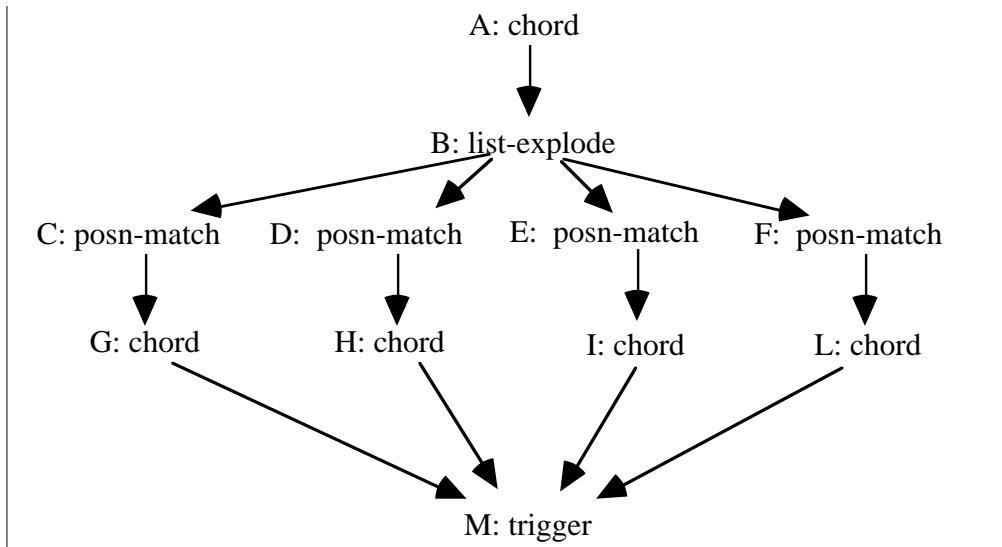 A: chord
B: list-explode
C: posn-match D: posn-match E: posn-match F: posn-match
G: chord H: chord I: chord L: chord
M: trigger